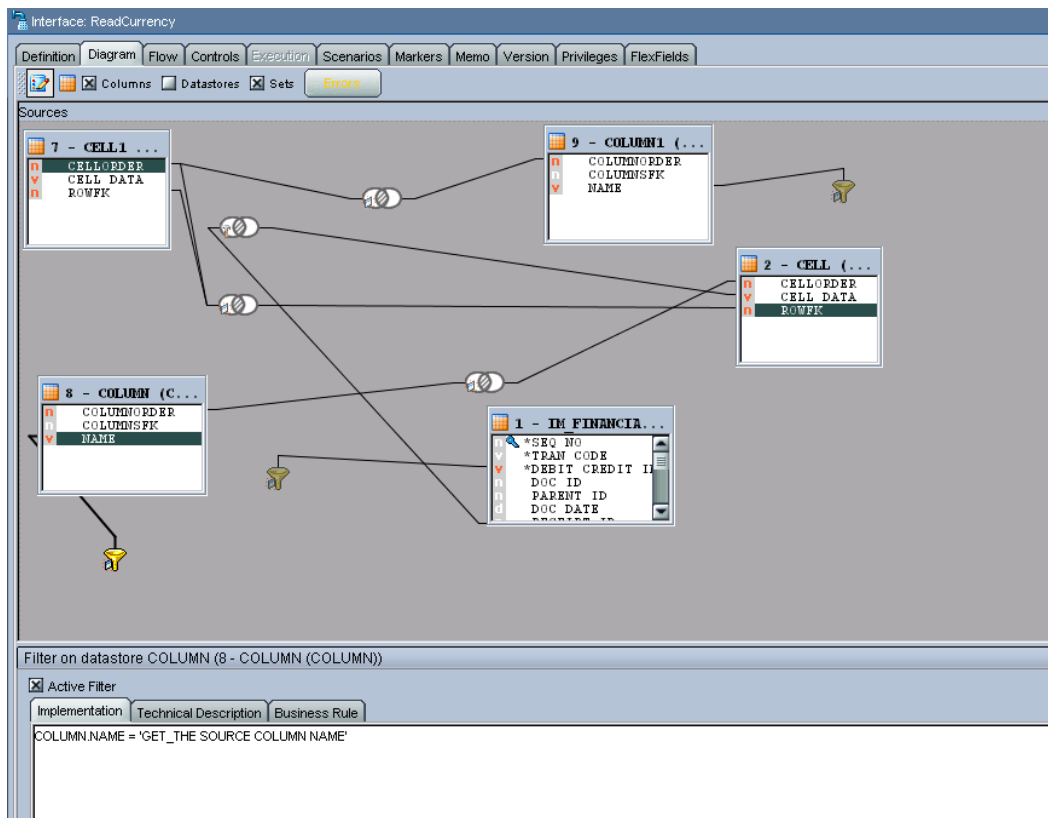 Interface: ReadCurrency
Definition Diagram Flow Controls Execution Scenarios Markers Memo Version Privileges FlexFields
Columns Datastores Sets Errors
Sources
7 - CELL1 ...
n CELLORDER
v CELL DATA
n ROWFK
9 - COLUMN1 (...
n COLUMNORDER
n COLUMNSFK
v NAME
2 - CELL (...
n CELLORDER
v CELL DATA
n ROWFK
8 - COLUMN (C...
n COLUMNORDER
n COLUMNSFK
v NAME
1 - IM_FINANCIA...
n *SEQ NO
v *TRAN CODE
v *DEBIT CREDIT I
n DOC ID
n PARENT ID
d DOC DATE
RECEIPT ID
Filter on datastore COLUMN (8 - COLUMN (COLUMN))
Active Filter
Implementation Technical Description Business Rule
COLUMN.NAME = 'GET_THE SOURCE COLUMN NAME'